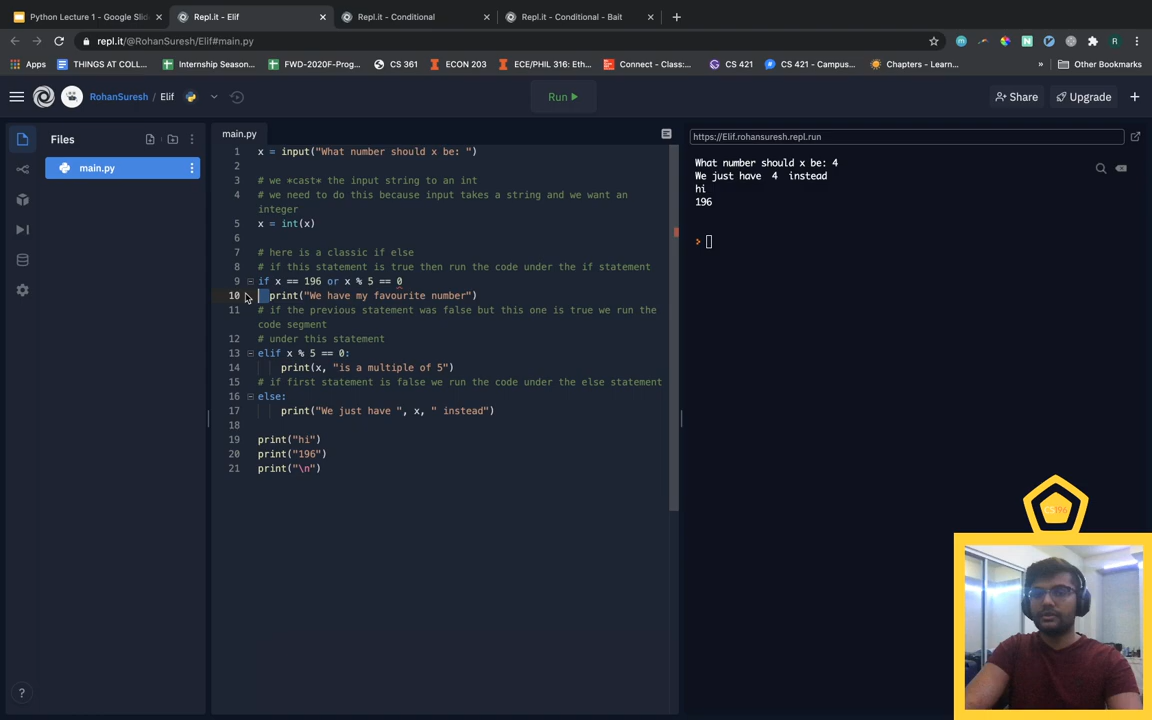 Python Lecture 1 - Google Slid
Repl.it - Elif
Repl.it - Conditional
Repl.it - Conditional - Bait
repl.it/@RohanSuresh/Elif#main.py
R
Apps
THINGS AT COLL...
Internship Season...
FWD-2020F-Prog...
CS 361
ECON 203
ECE/PHIL 316: Eth...
Connect - Class:...
CS 421
CS 421 - Campus...
Chapters - Learn...
»
Other Bookmarks
RohanSuresh / Elif
Run
Share
Upgrade
Files
main.py
main.py
1 x = input("What number should x be: ")
2
3 # we *cast* the input string to an int
4 # we need to do this because input takes a string and we want an
integer
5 x = int(x)
6
7 # here is a classic if else
8 # if this statement is true then run the code under the if statement
9 if x == 196 or x % 5 == 0
10 print("We have my favourite number")
11 # if the previous statement was false but this one is true we run the
code segment
12 # under this statement
13 elif x % 5 == 0:
14 print(x, "is a multiple of 5")
15 # if first statement is false we run the code under the else statement
16 else:
17 print("We just have ", x, " instead")
18
19 print("hi")
20 print("196")
21 print("\n")
https://Elif.rohansuresh.repl.run
What number should x be: 4
We just have  4  instead
hi
196
>
CS196
?